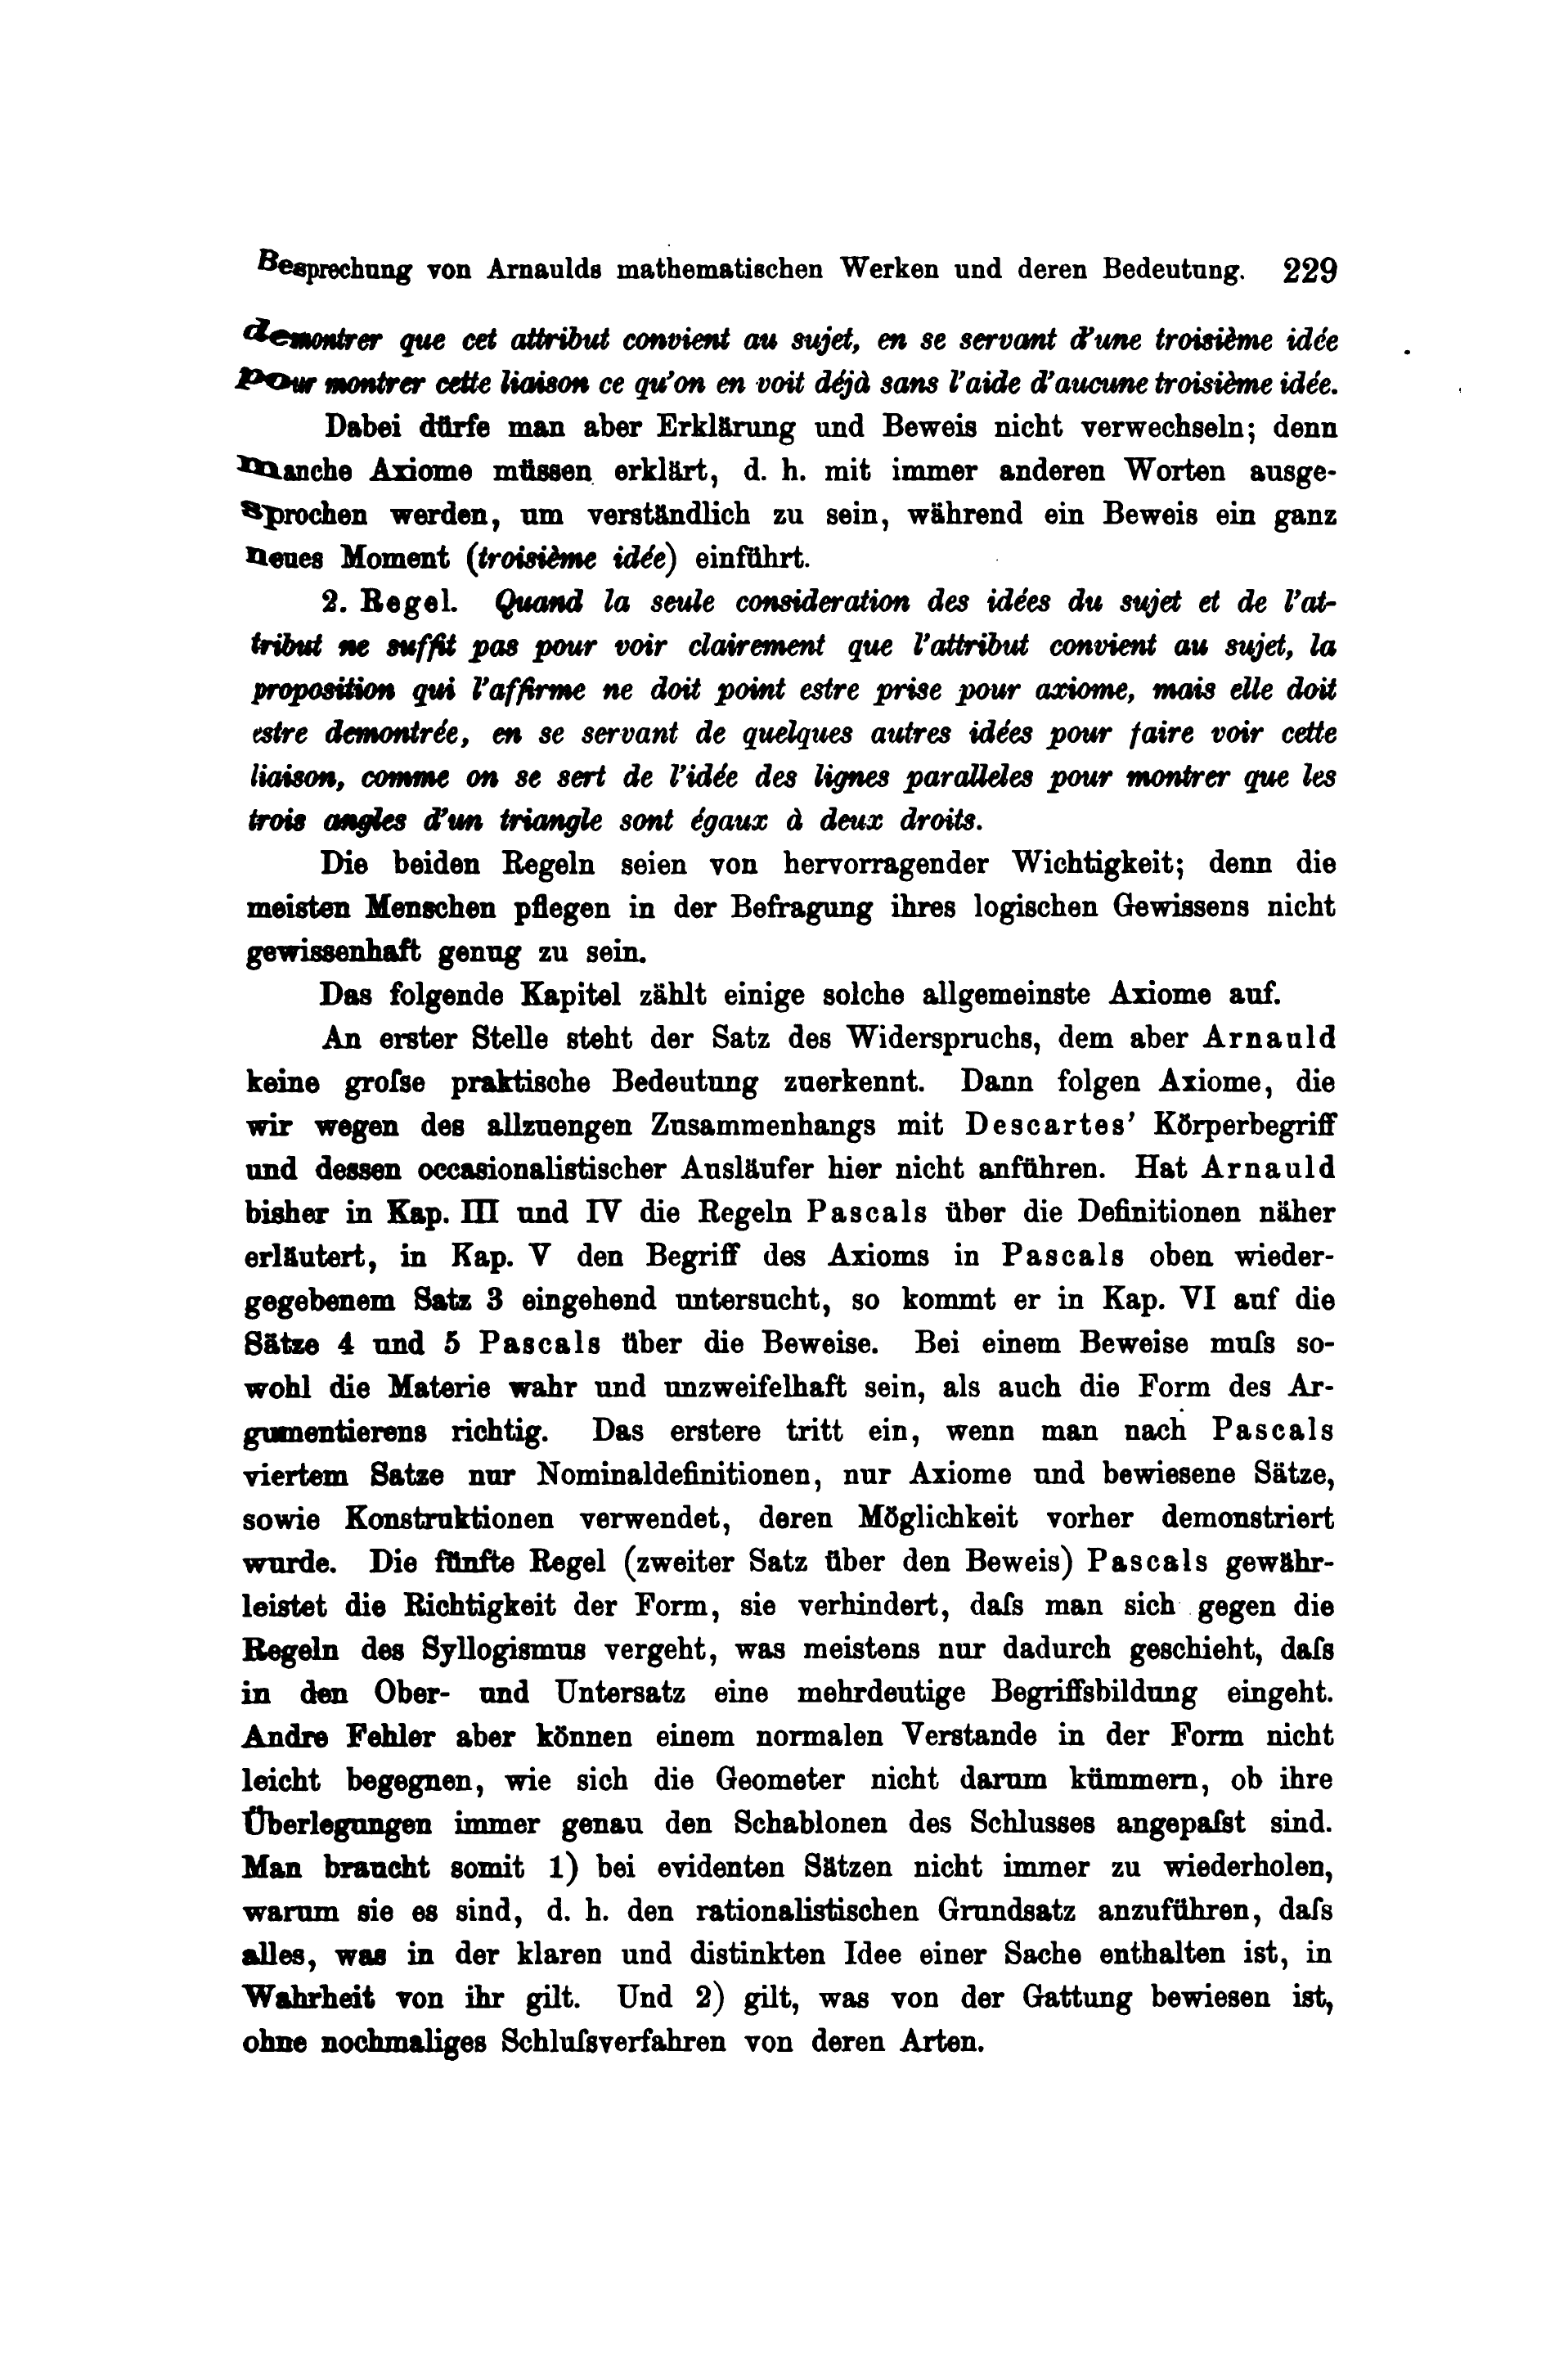 Besprechung von Arnaulds mathematischen Werken und deren Bedeutung. 229
demontrer que cet attribut convient au sujet, en se servant d'une troisième idée
pour montrer cette liaison ce qu'on en voit déjà sans l'aide d'aucune troisième idée.
Dabei dürfe man aber Erklärung und Beweis nicht verwechseln; denn
manche Axiome müssen erklärt, d. h. mit immer anderen Worten ausge-
sprochen werden, um verständlich zu sein, während ein Beweis ein ganz
neues Moment (troisième idée) einführt.
2. Regel. Quand la seule consideration des idées du sujet et de l'at-
tribut ne suffit pas pour voir clairement que l'attribut convient au sujet, la
proposition qui l'affirme ne doit point estre prise pour axiome, mais elle doit
estre demontrée, en se servant de quelques autres idées pour faire voir cette
liaison, comme on se sert de l'idée des lignes paralleles pour montrer que les
trois angles d'un triangle sont égaux à deux droits.
Die beiden Regeln seien von hervorragender Wichtigkeit; denn die
meisten Menschen pflegen in der Befragung ihres logischen Gewissens nicht
gewissenhaft genug zu sein.
Das folgende Kapitel zählt einige solche allgemeinste Axiome auf.
An erster Stelle steht der Satz des Widerspruchs, dem aber Arnauld
keine groſse praktische Bedeutung zuerkennt. Dann folgen Axiome, die
wir wegen des allzuengen Zusammenhangs mit Descartes' Körperbegriff
und dessen occasionalistischer Ausläufer hier nicht anführen. Hat Arnauld
bisher in Kap. III und IV die Regeln Pascals über die Definitionen näher
erläutert, in Kap. V den Begriff des Axioms in Pascals oben wieder-
gegebenem Satz 3 eingehend untersucht, so kommt er in Kap. VI auf die
Sätze 4 und 5 Pascals über die Beweise. Bei einem Beweise muſs so-
wohl die Materie wahr und unzweifelhaft sein, als auch die Form des Ar-
gumentierens richtig. Das erstere tritt ein, wenn man nach Pascals
viertem Satze nur Nominaldefinitionen, nur Axiome und bewiesene Sätze,
sowie Konstruktionen verwendet, deren Möglichkeit vorher demonstriert
wurde. Die fünfte Regel (zweiter Satz über den Beweis) Pascals gewähr-
leistet die Richtigkeit der Form, sie verhindert, daſs man sich gegen die
Regeln des Syllogismus vergeht, was meistens nur dadurch geschieht, daſs
in den Ober- und Untersatz eine mehrdeutige Begriffsbildung eingeht.
Andre Fehler aber können einem normalen Verstande in der Form nicht
leicht begegnen, wie sich die Geometer nicht darum kümmern, ob ihre
Überlegungen immer genau den Schablonen des Schlusses angepaſst sind.
Man braucht somit 1) bei evidenten Sätzen nicht immer zu wiederholen,
warum sie es sind, d. h. den rationalistischen Grundsatz anzuführen, daſs
alles, was in der klaren und distinkten Idee einer Sache enthalten ist, in
Wahrheit von ihr gilt. Und 2) gilt, was von der Gattung bewiesen ist,
ohne nochmaliges Schluſsverfahren von deren Arten.